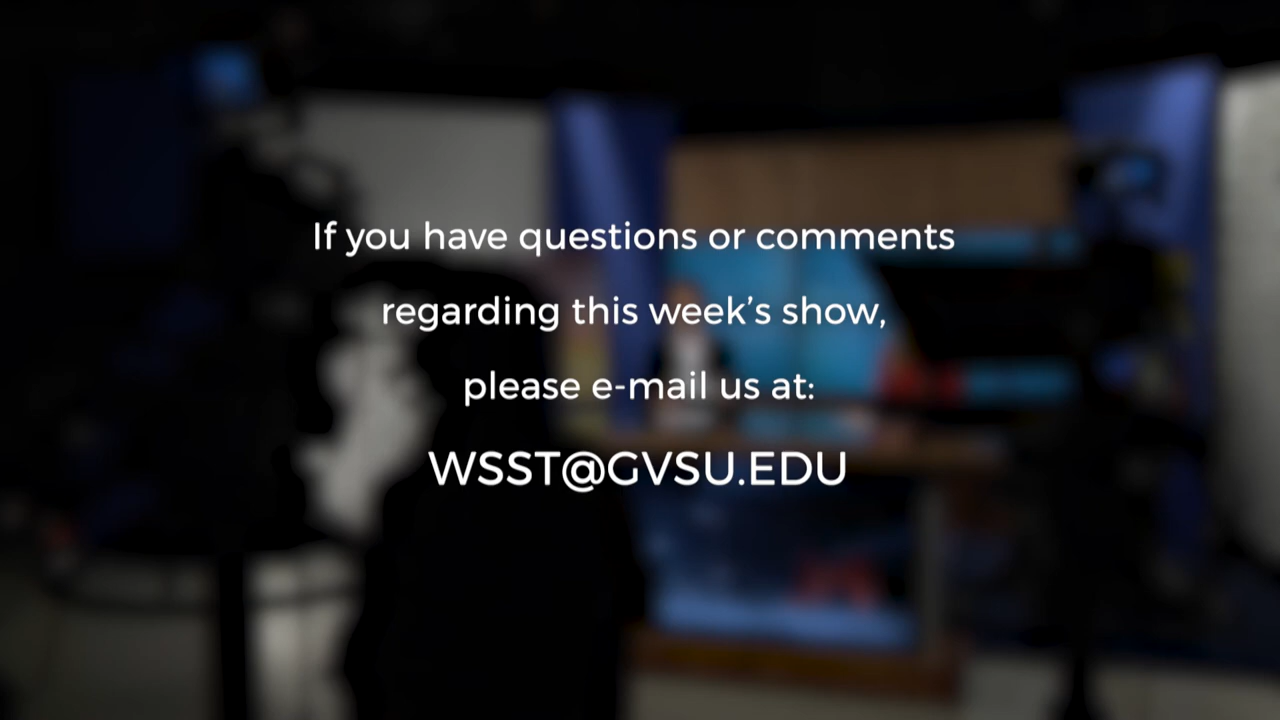 If you have questions or comments
regarding this week’s show,
please e-mail us at:
WSST@GVSU.EDU